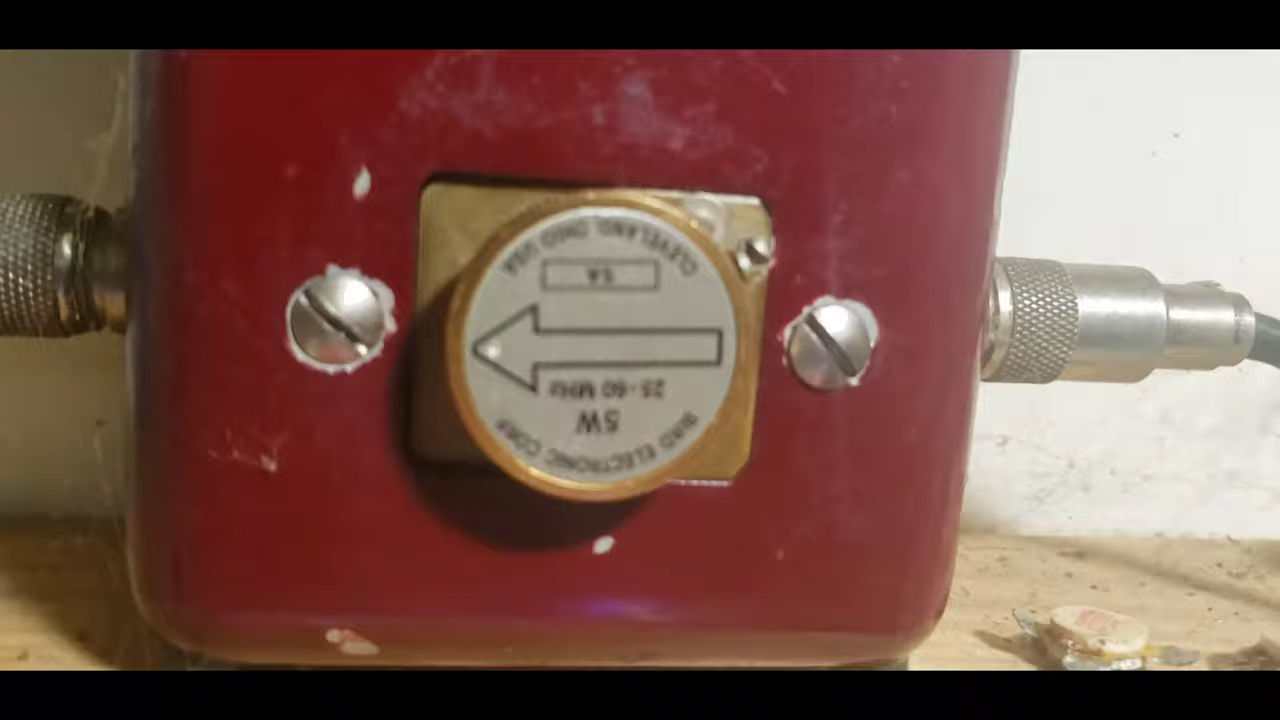 BIRD ELECTRONIC CORP.
5W
25-60 MHz
5A
CLEVELAND, OHIO USA